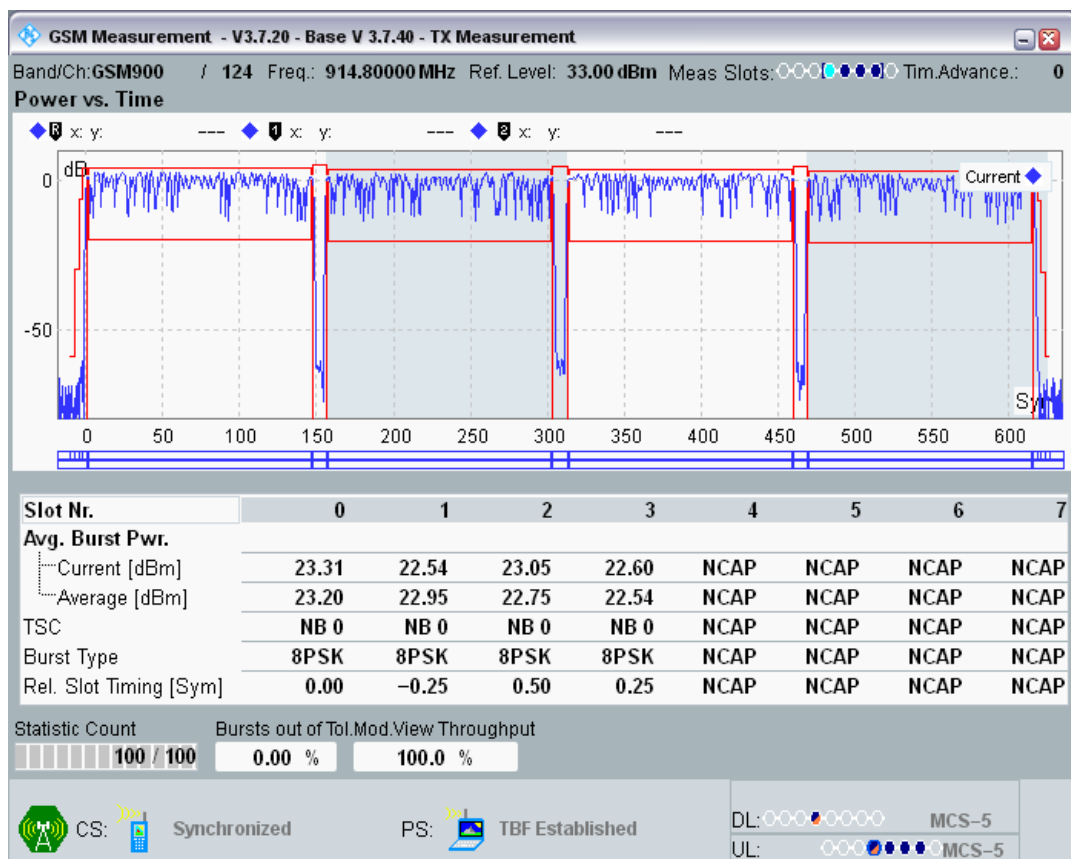 GSM Measurement - V3.7.20 - Base V 3.7.40 - TX Measurement
Band/Ch:GSM900 / 124 Freq.: 914.80000 MHz Ref. Level: 33.00 dBm Meas Slots: Tim.Advance.: 0
Power vs. Time
R x: y: --- 1 x: y: --- 2 x: y: ---
dB
Current
0
-50
Sym
0 50 100 150 200 250 300 350 400 450 500 550 600
Slot Nr. 0 1 2 3 4 5 6 7
Avg. Burst Pwr.
Current [dBm] 23.31 22.54 23.05 22.60 NCAP NCAP NCAP NCAP
Average [dBm] 23.20 22.95 22.75 22.54 NCAP NCAP NCAP NCAP
TSC NB 0 NB 0 NB 0 NB 0 NCAP NCAP NCAP NCAP
Burst Type 8PSK 8PSK 8PSK 8PSK NCAP NCAP NCAP NCAP
Rel. Slot Timing [Sym] 0.00 −0.25 0.50 0.25 NCAP NCAP NCAP NCAP
Statistic Count Bursts out of Tol. Mod.View Throughput
100 / 100 0.00 % 100.0 %
CS: Synchronized PS: TBF Established DL: MCS−5
UL: MCS−5